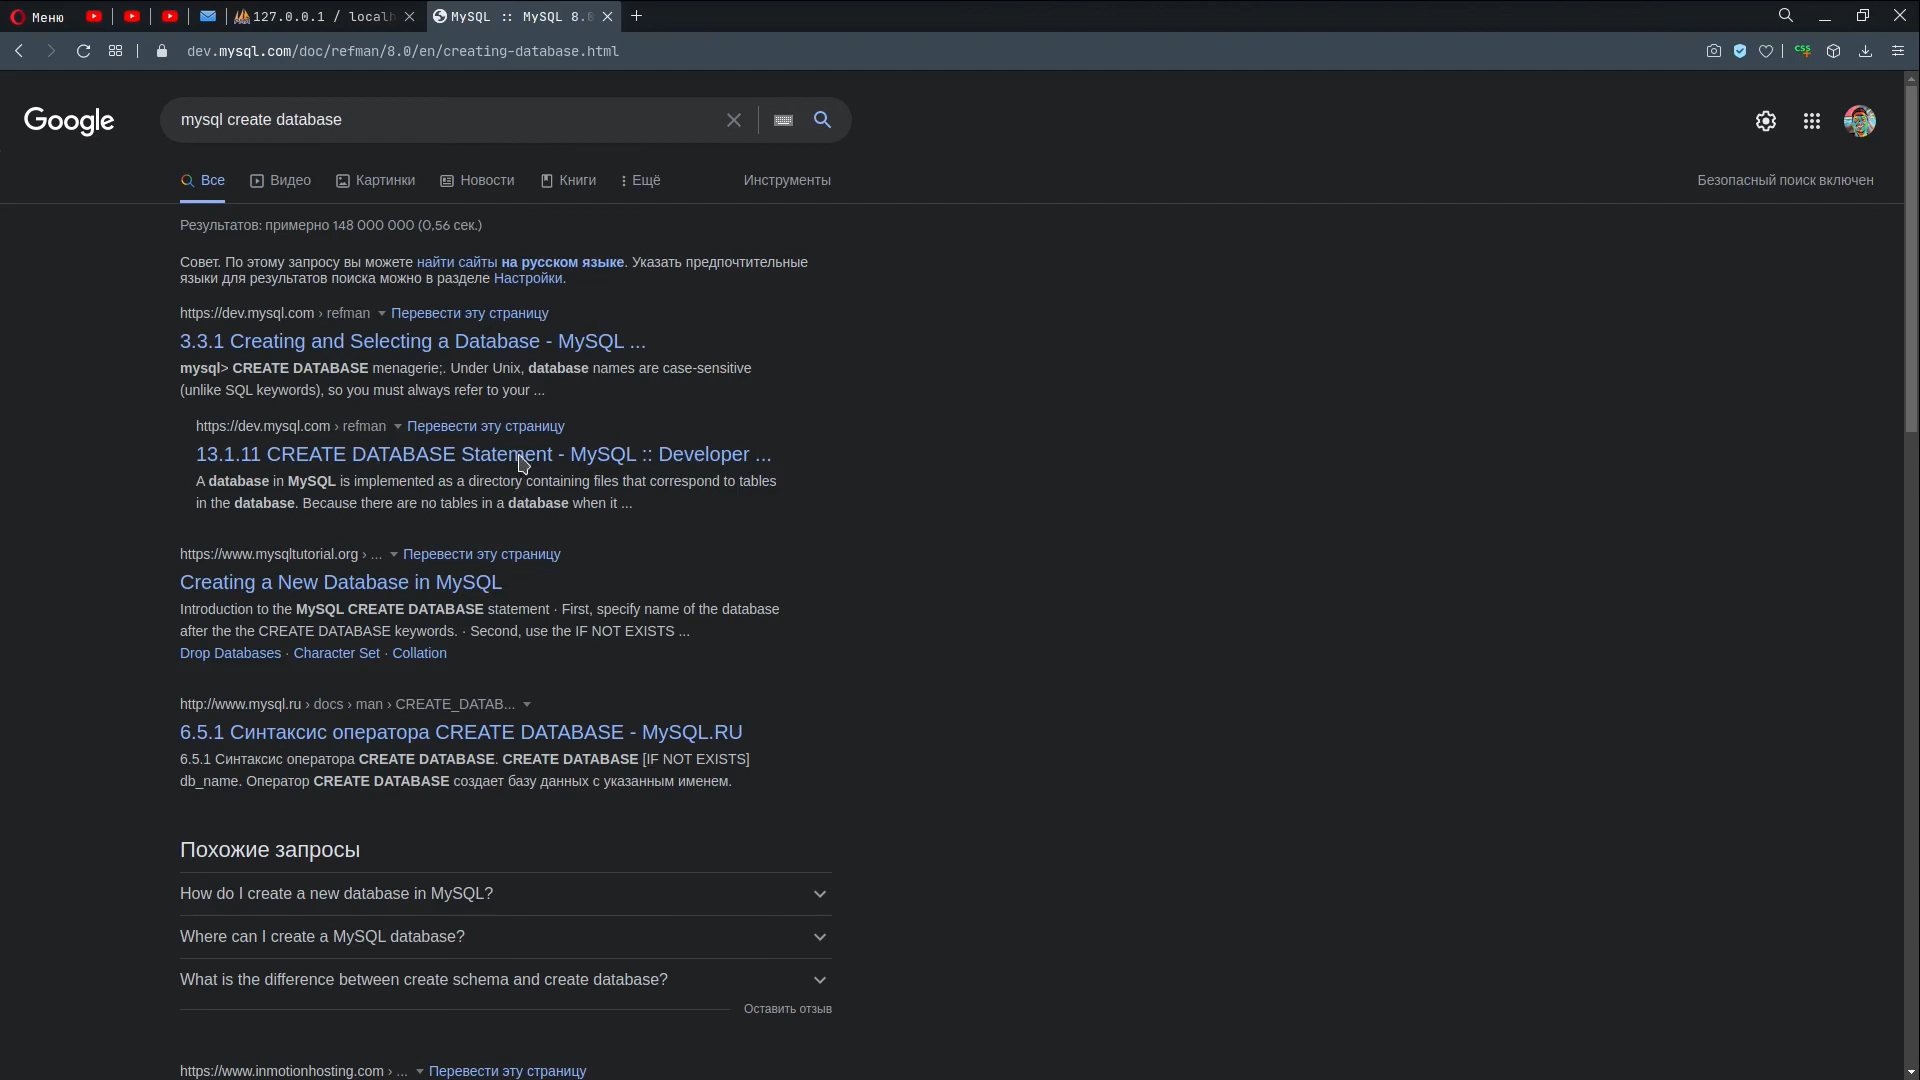 Меню
127.0.0.1 / localh
MySQL :: MySQL 8.0
dev.mysql.com/doc/refman/8.0/en/creating-database.html
CSS
Google
mysql create database
Все
Видео
Картинки
Новости
Книги
Ещё
Инструменты
Безопасный поиск включен
Результатов: примерно 148 000 000 (0,56 сек.)
Совет. По этому запросу вы можете найти сайты на русском языке. Указать предпочтительные
языки для результатов поиска можно в разделе Настройки.
https://dev.mysql.com › refman Перевести эту страницу
3.3.1 Creating and Selecting a Database - MySQL ...
mysql> CREATE DATABASE menagerie;. Under Unix, database names are case-sensitive
(unlike SQL keywords), so you must always refer to your ...
https://dev.mysql.com › refman Перевести эту страницу
13.1.11 CREATE DATABASE Statement - MySQL :: Developer ...
A database in MySQL is implemented as a directory containing files that correspond to tables
in the database. Because there are no tables in a database when it ...
https://www.mysqltutorial.org › ... Перевести эту страницу
Creating a New Database in MySQL
Introduction to the MySQL CREATE DATABASE statement · First, specify name of the database
after the the CREATE DATABASE keywords. · Second, use the IF NOT EXISTS ...
Drop Databases · Character Set · Collation
http://www.mysql.ru › docs › man › CREATE_DATAB...
6.5.1 Синтаксис оператора CREATE DATABASE - MySQL.RU
6.5.1 Синтаксис оператора CREATE DATABASE. CREATE DATABASE [IF NOT EXISTS]
db_name. Оператор CREATE DATABASE создает базу данных с указанным именем.
Похожие запросы
How do I create a new database in MySQL?
Where can I create a MySQL database?
What is the difference between create schema and create database?
Оставить отзыв
https://www.inmotionhosting.com › ... Перевести эту страницу